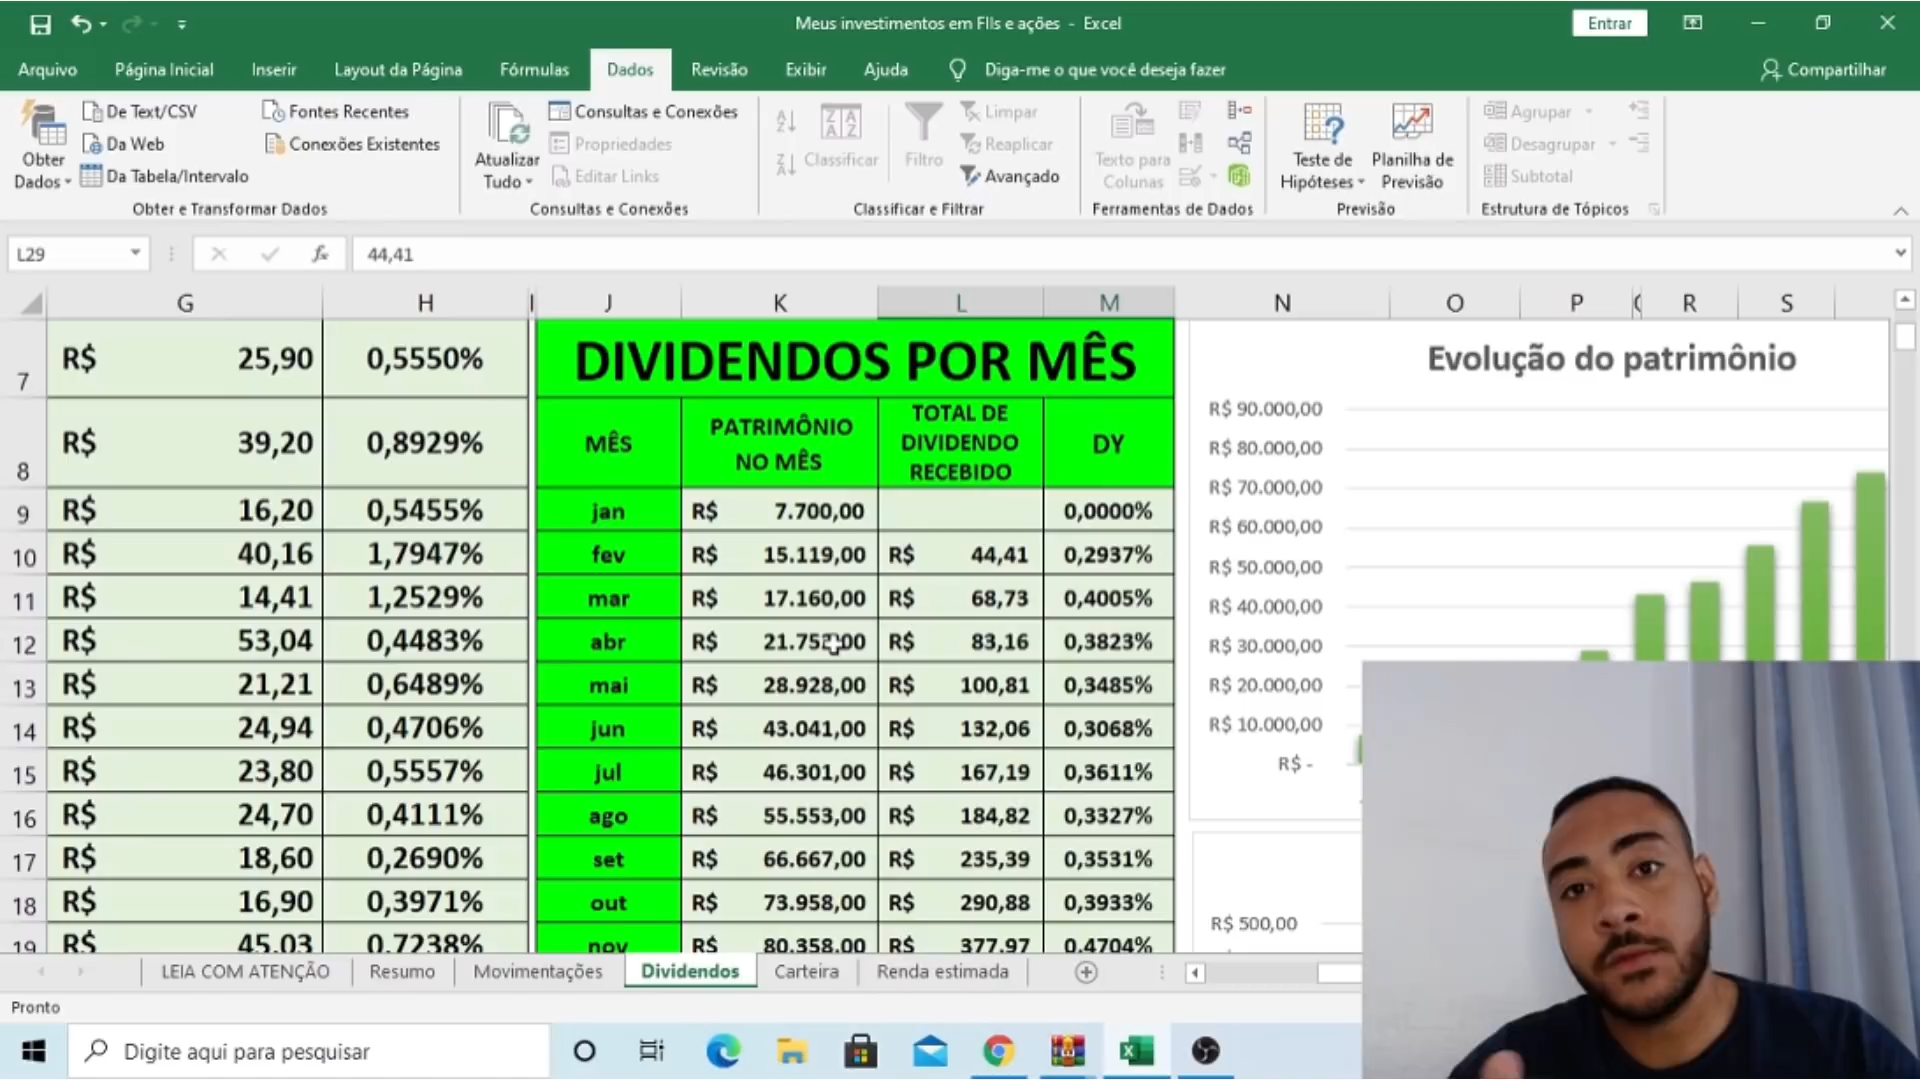 Meus investimentos em FIIs e ações - Excel
Entrar
Arquivo Página Inicial Inserir Layout da Página Fórmulas Dados Revisão Exibir Ajuda Diga-me o que você deseja fazer Compartilhar
Obter Dados
De Text/CSV
Da Web
Da Tabela/Intervalo
Fontes Recentes
Conexões Existentes
Obter e Transformar Dados
Atualizar Tudo
Consultas e Conexões
Propriedades
Editar Links
Consultas e Conexões
Classificar
Filtro
Limpar
Reaplicar
Avançado
Classificar e Filtrar
Texto para Colunas
Ferramentas de Dados
Teste de Hipóteses
Planilha de Previsão
Previsão
Agrupar
Desagrupar
Subtotal
Estrutura de Tópicos
L29 fx 44,41
G H I J K L M N O P R S
DIVIDENDOS POR MÊS
7 R$ 25,90 0,5550%
MÊS
PATRIMÔNIO
NO MÊS
TOTAL DE
DIVIDENDO
RECEBIDO
DY
8 R$ 39,20 0,8929%
9 R$ 16,20 0,5455% jan R$ 7.700,00 0,0000%
10 R$ 40,16 1,7947% fev R$ 15.119,00 R$ 44,41 0,2937%
11 R$ 14,41 1,2529% mar R$ 17.160,00 R$ 68,73 0,4005%
12 R$ 53,04 0,4483% abr R$ R$ 83,16 0,3823%
13 R$ 21,21 0,6489% mai R$ 28.928,00 R$ 100,81 0,3485%
14 R$ 24,94 0,4706% jun R$ 43.041,00 R$ 132,06 0,3068%
15 R$ 23,80 0,5557% jul R$ 46.301,00 R$ 167,19 0,3611%
16 R$ 24,70 0,4111% ago R$ 55.553,00 R$ 184,82 0,3327%
17 R$ 18,60 0,2690% set R$ 66.667,00 R$ 235,39 0,3531%
18 R$ 16,90 0,3971% out R$ 73.958,00 R$ 290,88 0,3933%
19 R$ 45,03 0,7238% nov R$ 80.358,00 R$ 377,97 0,4704%
Evolução do patrimônio
R$ 90.000,00
R$ 80.000,00
R$ 70.000,00
R$ 60.000,00
R$ 50.000,00
R$ 40.000,00
R$ 30.000,00
R$ 20.000,00
R$ 10.000,00
R$ -
R$ 500,00
LEIA COM ATENÇÃO Resumo Movimentações Dividendos Carteira Renda estimada
Pronto
Digite aqui para pesquisar